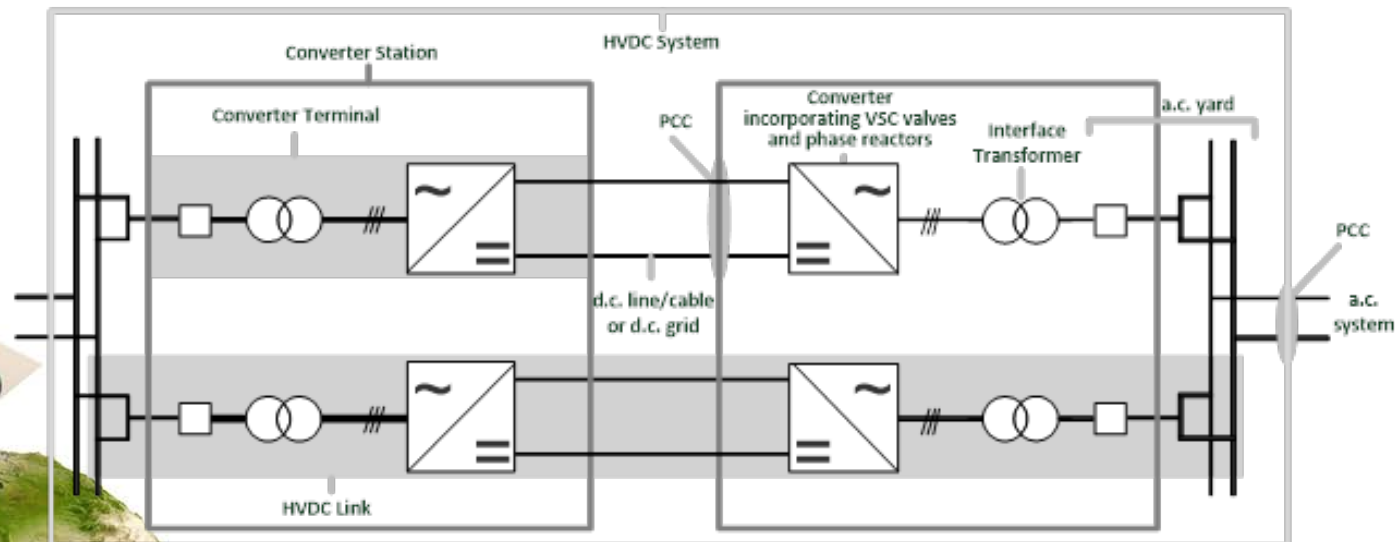 HVDC System
Converter Station
Converter Terminal
PCC
Converter
incorporating VSC valves
and phase reactors
Interface
Transformer
a.c. yard
PCC
d.c. line/cable
or d.c. grid
a.c.
system
HVDC Link